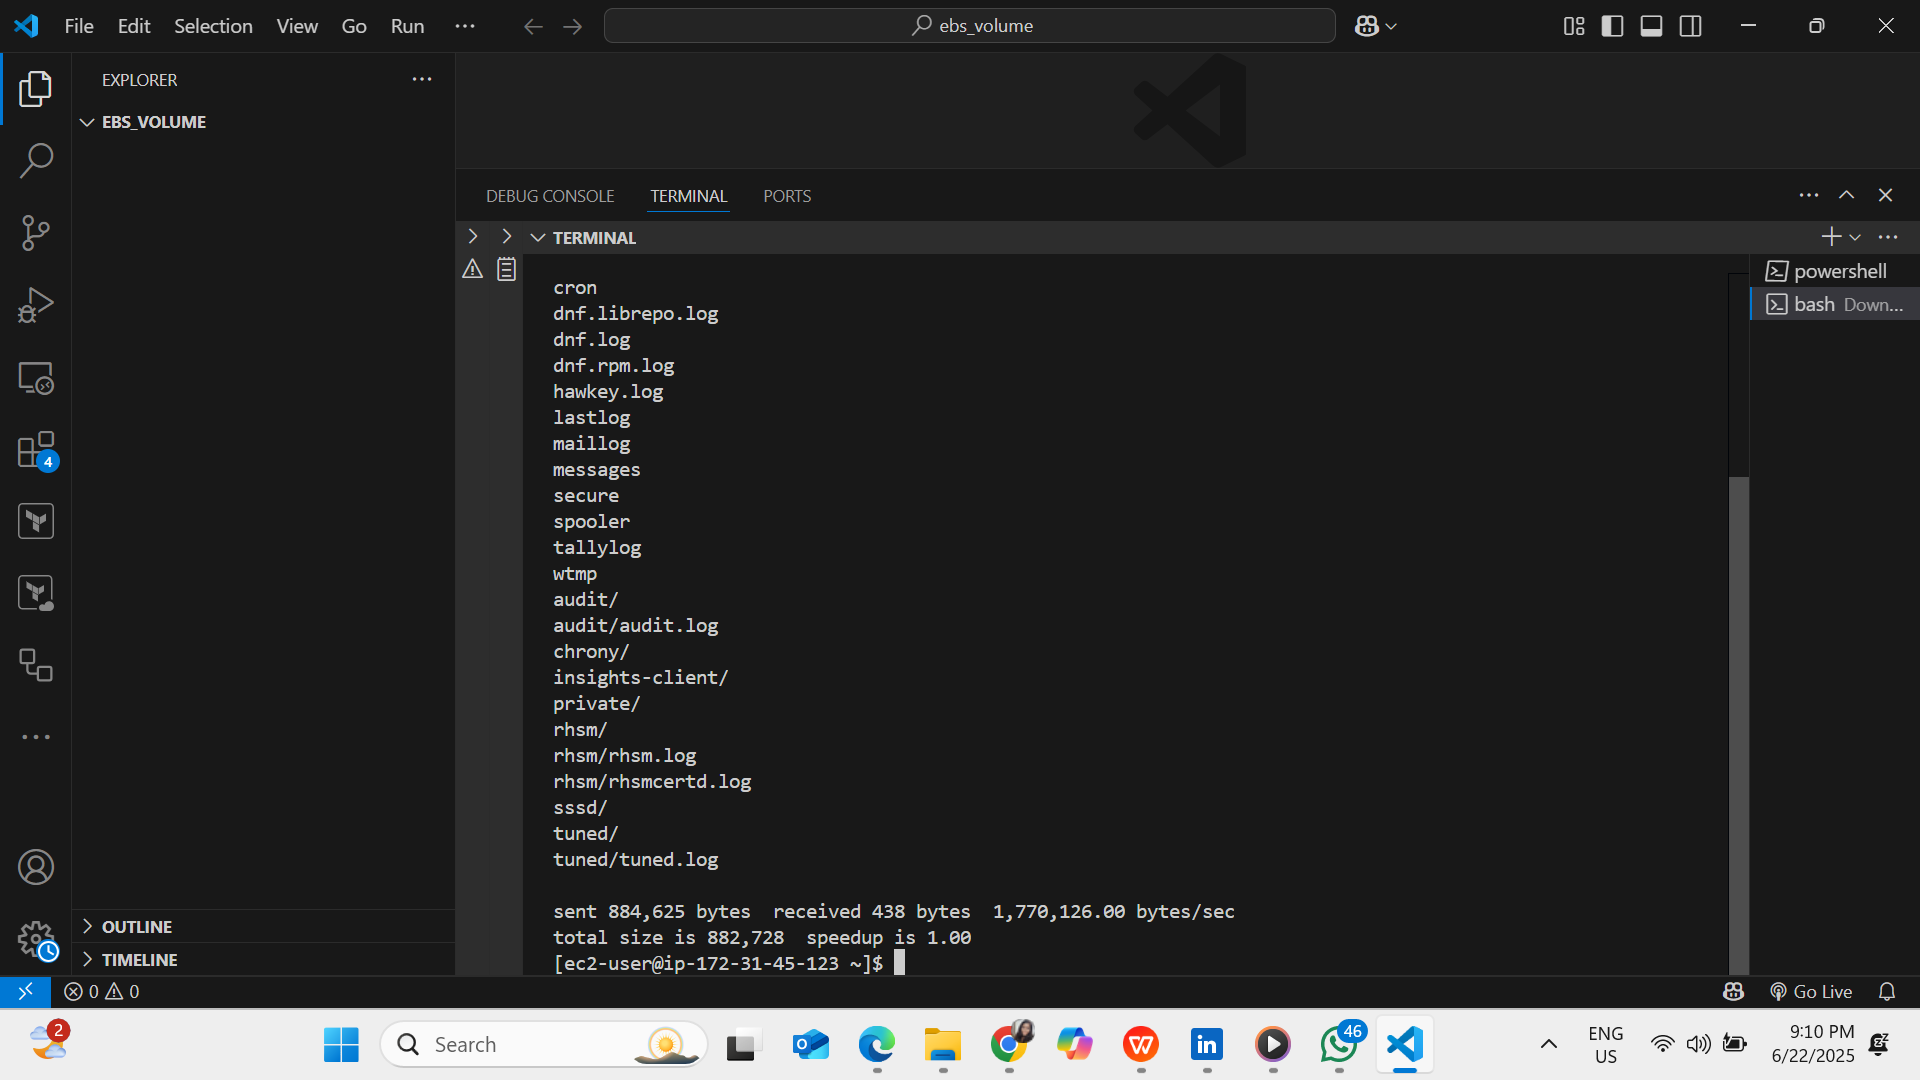 File Edit Selection View Go Run
ebs_volume
EXPLORER
EBS_VOLUME
DEBUG CONSOLE TERMINAL PORTS
TERMINAL
powershell
bash Down...
cron
dnf.librepo.log
dnf.log
dnf.rpm.log
hawkey.log
lastlog
maillog
messages
secure
spooler
tallylog
wtmp
audit/
audit/audit.log
chrony/
insights-client/
private/
rhsm/
rhsm/rhsm.log
rhsm/rhsmcertd.log
sssd/
tuned/
tuned/tuned.log
sent 884,625 bytes  received 438 bytes  1,770,126.00 bytes/sec
total size is 882,728  speedup is 1.00
[ec2-user@ip-172-31-45-123 ~]$
4
OUTLINE
TIMELINE
0 0
Go Live
2
Search
46
ENG
US
9:10 PM
6/22/2025